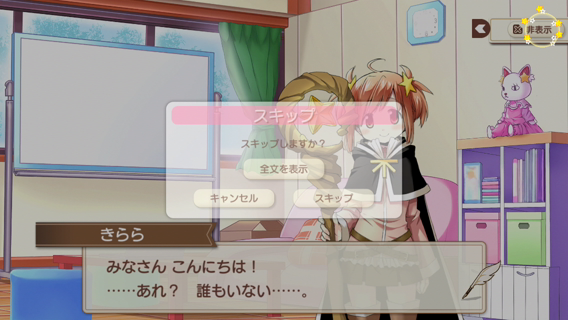 非表示
スキップ
スキップしますか？
全文を表示
キャンセル
スキップ
きらら
みなさん こんにちは！
……あれ？　誰もいない……。